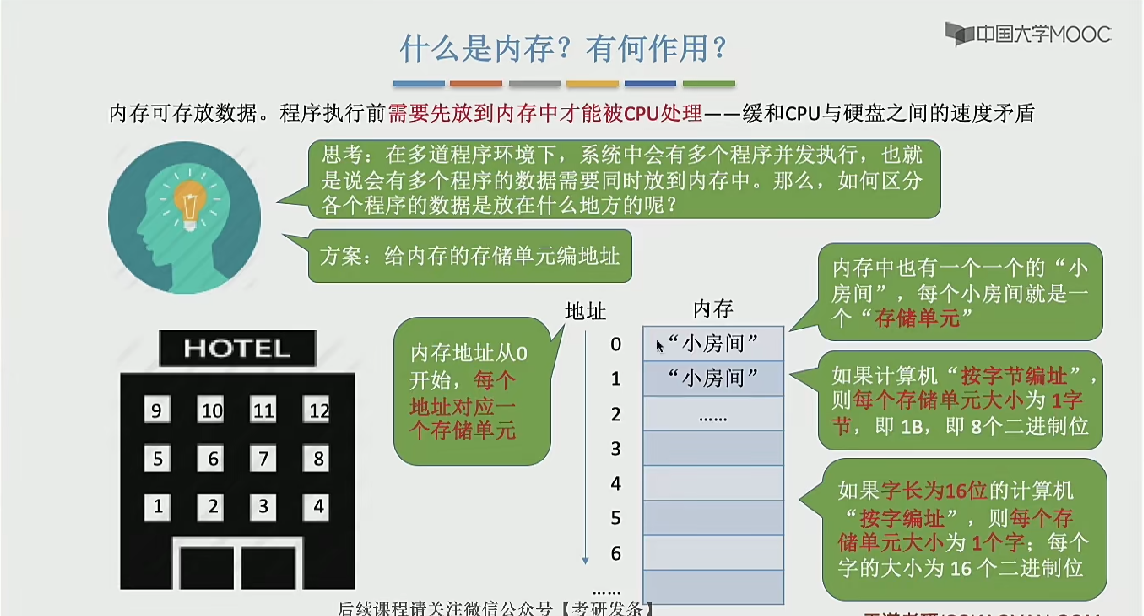 中国大学MOOC
什么是内存？有何作用？
内存可存放数据。程序执行前需要先放到内存中才能被CPU处理——缓和CPU与硬盘之间的速度矛盾
思考：在多道程序环境下，系统中会有多个程序并发执行，也就
是说会有多个程序的数据需要同时放到内存中。那么，如何区分
各个程序的数据是放在什么地方的呢？
方案：给内存的存储单元编地址
HOTEL
9 10 11 12
5 6 7 8
1 2 3 4
内存地址从0
开始，每个
地址对应一
个存储单元
地址 内存
0 “小房间”
1 “小房间”
2 ……
3
4
5
6
……
内存中也有一个一个的“小
房间”，每个小房间就是一
个“存储单元”
如果计算机“按字节编址”，
则每个存储单元大小为 1字
节，即 1B，即 8个二进制位
如果字长为16位的计算机
“按字编址”，则每个存
储单元大小为 1个字；每个
字的大小为 16 个二进制位
后续课程请关注微信公众号【考研发条】